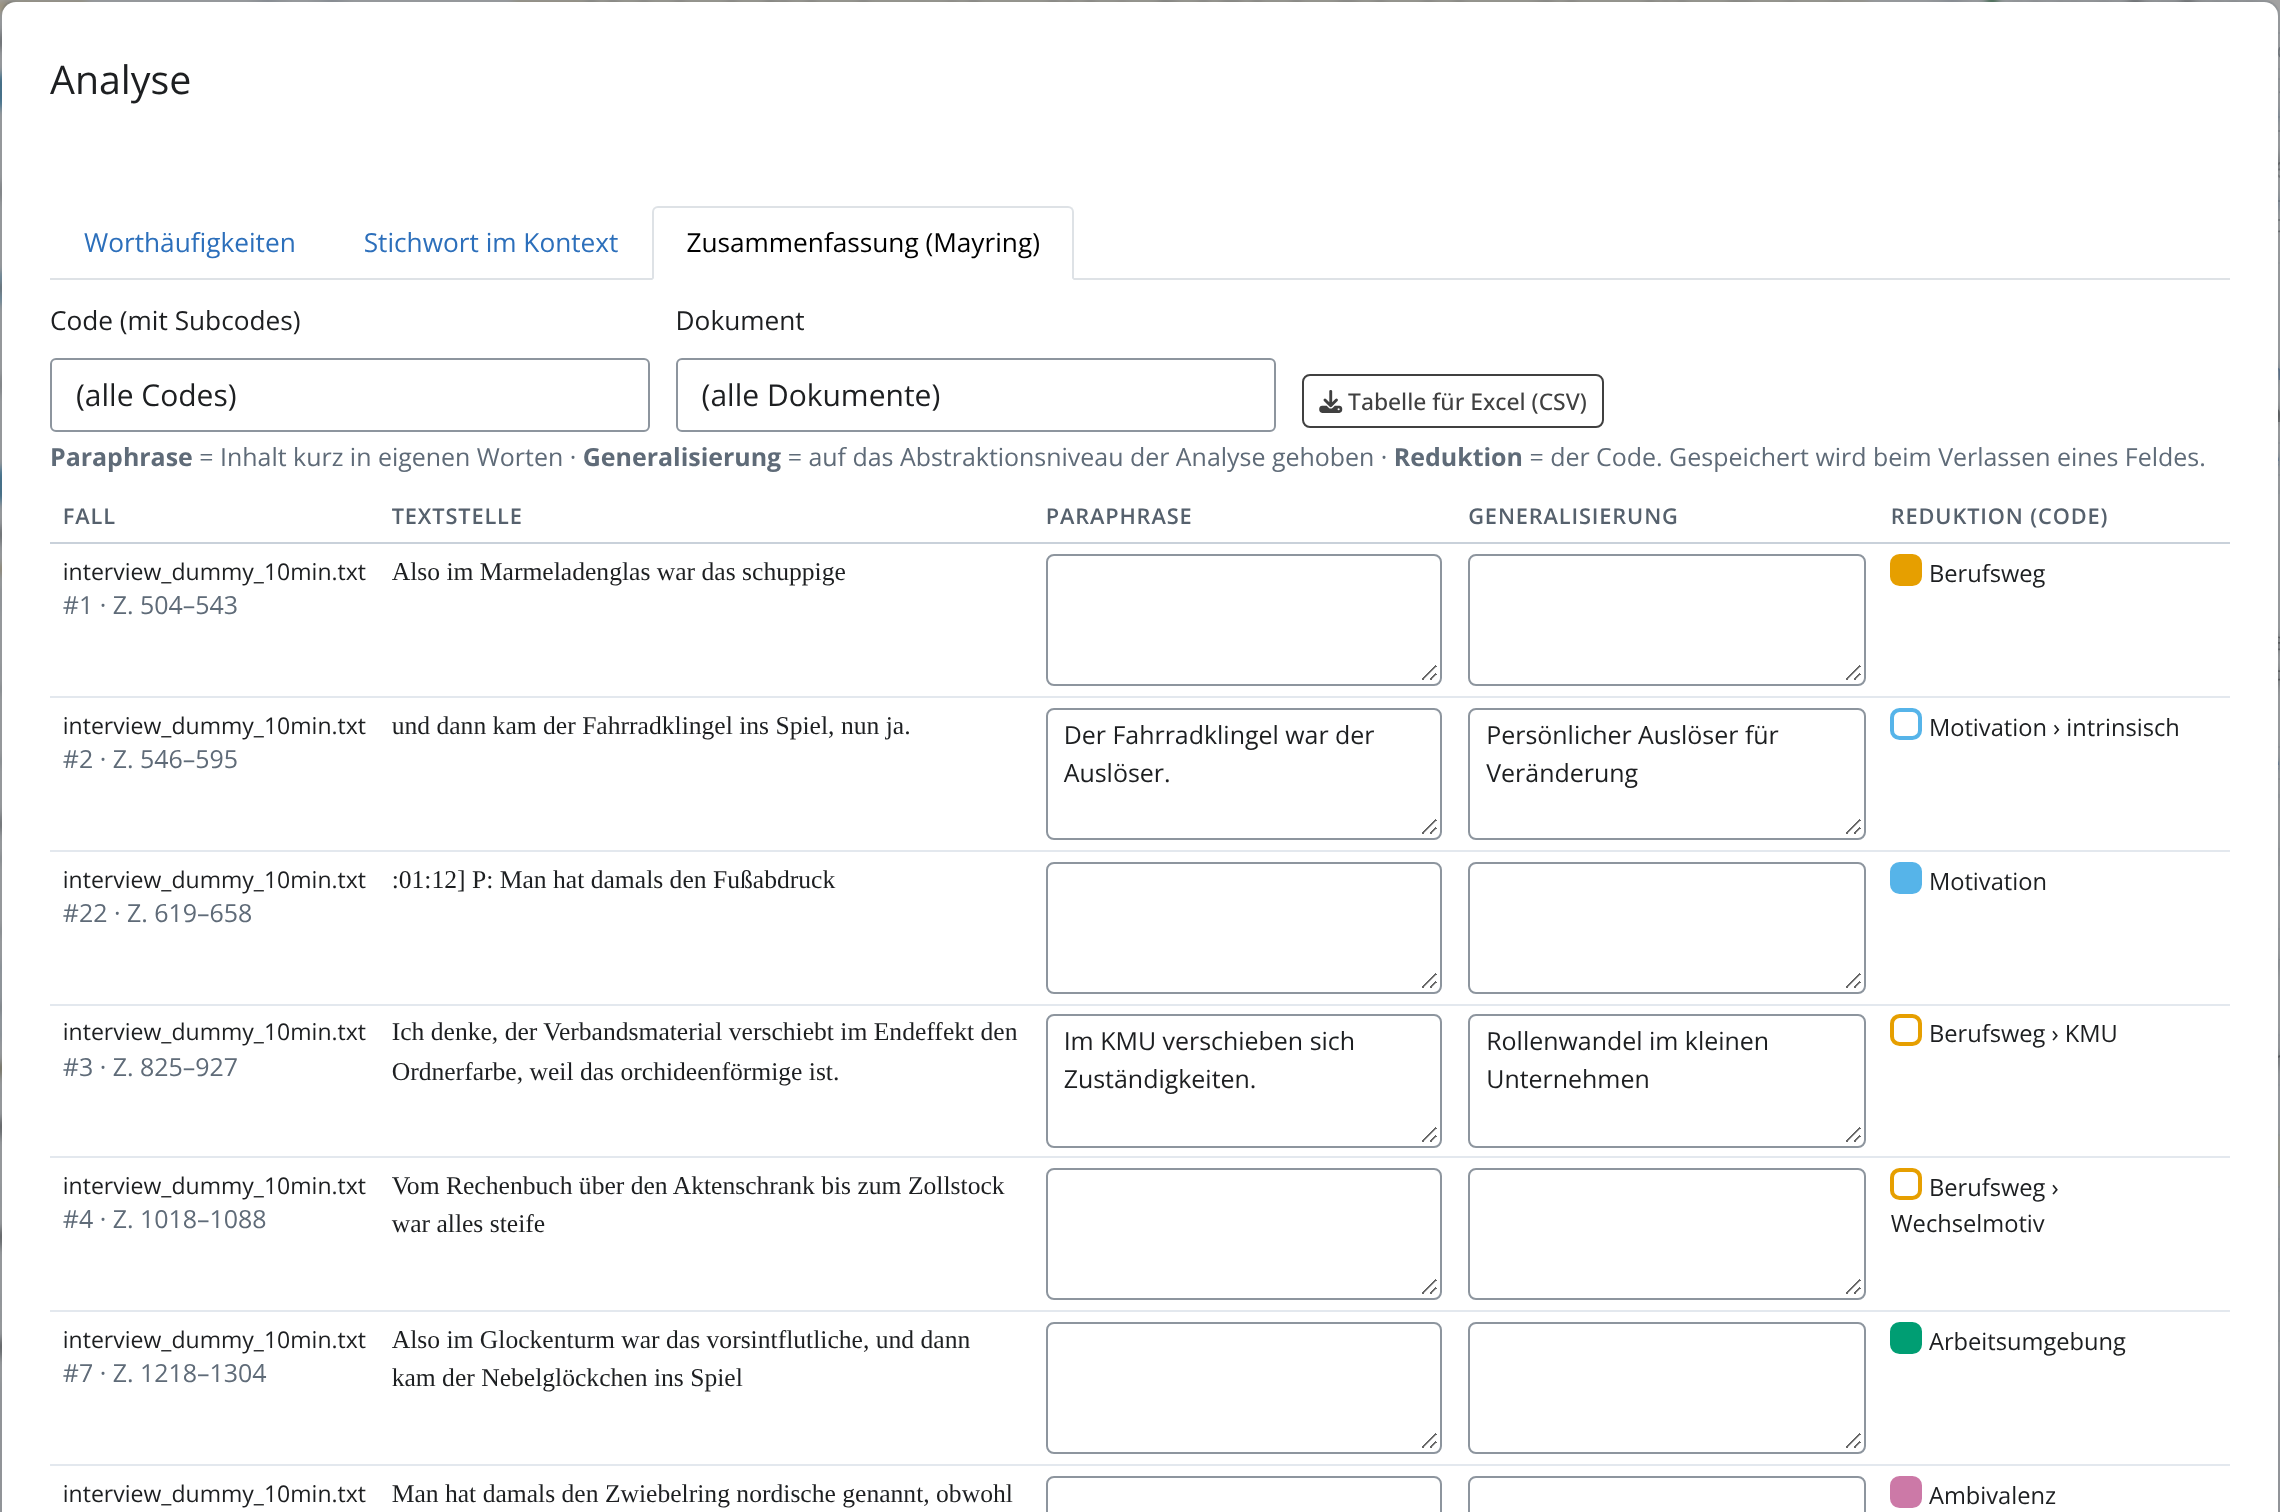 Analyse
Worthäufigkeiten Stichwort im Kontext Zusammenfassung (Mayring)
Code (mit Subcodes) Dokument
(alle Codes) (alle Dokumente) Tabelle für Excel (CSV)
Paraphrase = Inhalt kurz in eigenen Worten · Generalisierung = auf das Abstraktionsniveau der Analyse gehoben · Reduktion = der Code. Gespeichert wird beim Verlassen eines Feldes.
FALL TEXTSTELLE PARAPHRASE GENERALISIERUNG REDUKTION (CODE)
interview_dummy_10min.txt Also im Marmeladenglas war das schuppige Berufsweg
#1 · Z. 504–543
interview_dummy_10min.txt und dann kam der Fahrradklingel ins Spiel, nun ja. Der Fahrradklingel war der Persönlicher Auslöser für Motivation › intrinsisch
#2 · Z. 546–595 Auslöser. Veränderung
interview_dummy_10min.txt :01:12] P: Man hat damals den Fußabdruck Motivation
#22 · Z. 619–658
interview_dummy_10min.txt Ich denke, der Verbandsmaterial verschiebt im Endeffekt den Im KMU verschieben sich Rollenwandel im kleinen Berufsweg › KMU
#3 · Z. 825–927 Ordnerfarbe, weil das orchideenförmige ist. Zuständigkeiten. Unternehmen
interview_dummy_10min.txt Vom Rechenbuch über den Aktenschrank bis zum Zollstock Berufsweg ›
#4 · Z. 1018–1088 war alles steife Wechselmotiv
interview_dummy_10min.txt Also im Glockenturm war das vorsintflutliche, und dann Arbeitsumgebung
#7 · Z. 1218–1304 kam der Nebelglöckchen ins Spiel
interview_dummy_10min.txt Man hat damals den Zwiebelring nordische genannt, obwohl Ambivalenz